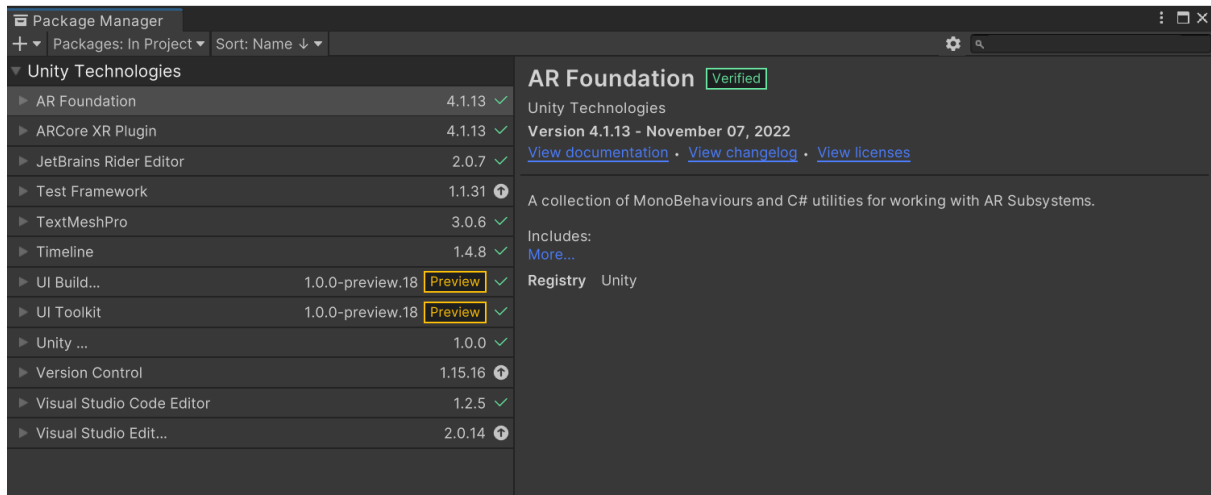 Package Manager
Packages: In Project Sort: Name ↓
Unity Technologies
AR Foundation 4.1.13
ARCore XR Plugin 4.1.13
JetBrains Rider Editor 2.0.7
Test Framework 1.1.31
TextMeshPro 3.0.6
Timeline 1.4.8
UI Build... 1.0.0-preview.18 Preview
UI Toolkit 1.0.0-preview.18 Preview
Unity ... 1.0.0
Version Control 1.15.16
Visual Studio Code Editor 1.2.5
Visual Studio Edit... 2.0.14
AR Foundation Verified
Unity Technologies
Version 4.1.13 - November 07, 2022
View documentation • View changelog • View licenses
A collection of MonoBehaviours and C# utilities for working with AR Subsystems.
Includes:
More...
Registry Unity